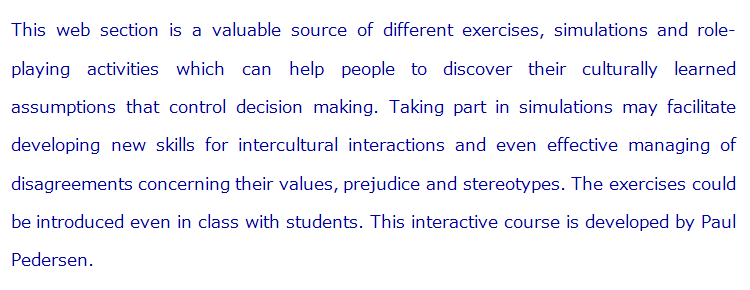 This web section is a valuable source of different exercises, simulations and role-
playing activities which can help people to discover their culturally learned
assumptions that control decision making. Taking part in simulations may facilitate
developing new skills for intercultural interactions and even effective managing of
disagreements concerning their values, prejudice and stereotypes. The exercises could
be introduced even in class with students. This interactive course is developed by Paul
Pedersen.